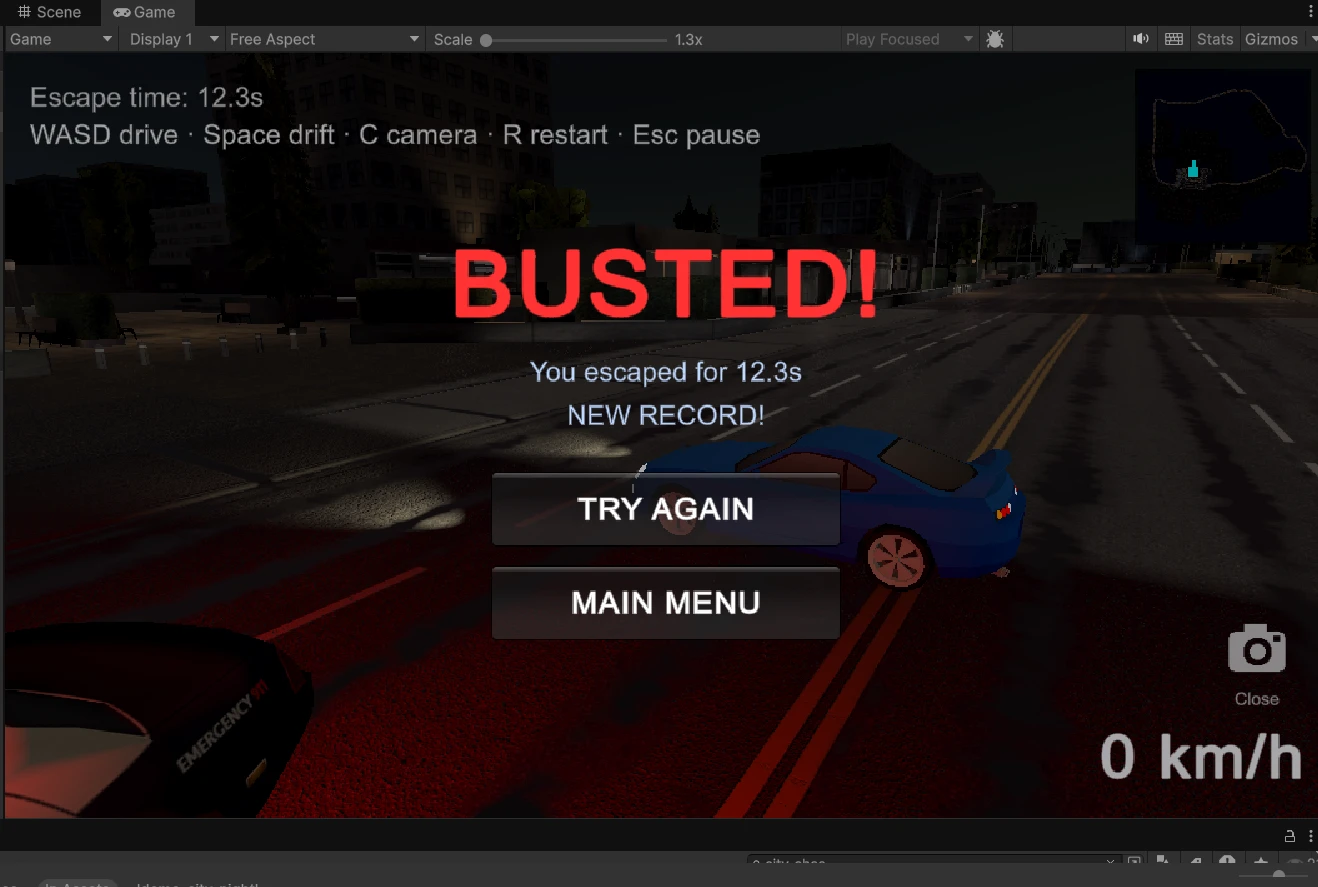 Scene Game
Game Display 1 Free Aspect Scale 1.3x Play Focused Stats Gizmos
Escape time: 12.3s
WASD drive · Space drift · C camera · R restart · Esc pause
BUSTED!
You escaped for 12.3s
NEW RECORD!
TRY AGAIN
MAIN MENU
EMERGENCY 911
Close
0 km/h